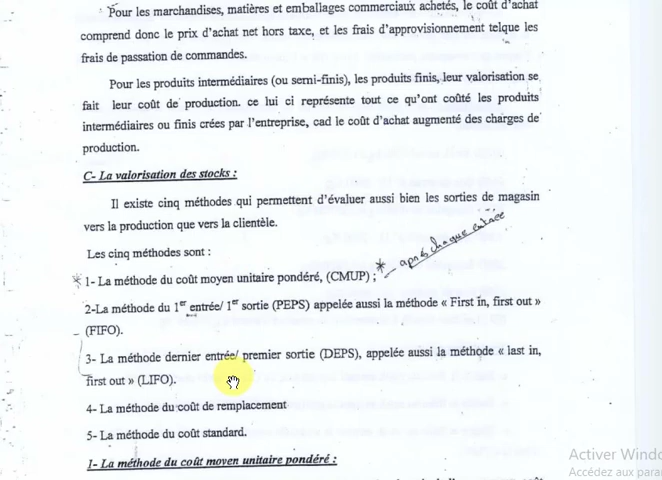 Pour les marchandises, matières et emballages commerciaux achetés, le coût d'achat
comprend donc le prix d'achat net hors taxe, et les frais d'approvisionnement telque les
frais de passation de commandes.
Pour les produits intermédiaires (ou semi-finis), les produits finis, leur valorisation se
fait leur coût de production. ce lui ci représente tout ce qu'ont coûté les produits
intermédiaires ou finis crées par l'entreprise, cad le coût d'achat augmenté des charges de
production.
C- La valorisation des stocks :
Il existe cinq méthodes qui permettent d'évaluer aussi bien les sorties de magasin
vers la production que vers la clientèle.
Les cinq méthodes sont :
* - après chaque entrée
* 1- La méthode du coût moyen unitaire pondéré, (CMUP) ;
2-La méthode du 1er entrée/ 1er sortie (PEPS) appelée aussi la méthode « First in, first out »
(FIFO).
3- La méthode dernier entrée/ premier sortie (DEPS), appelée aussi la méthode « last in,
first out » (LIFO).
4- La méthode du coût de remplacement
5- La méthode du coût standard.
I- La méthode du coût moyen unitaire pondéré :
Activer Windo
Accédez aux para